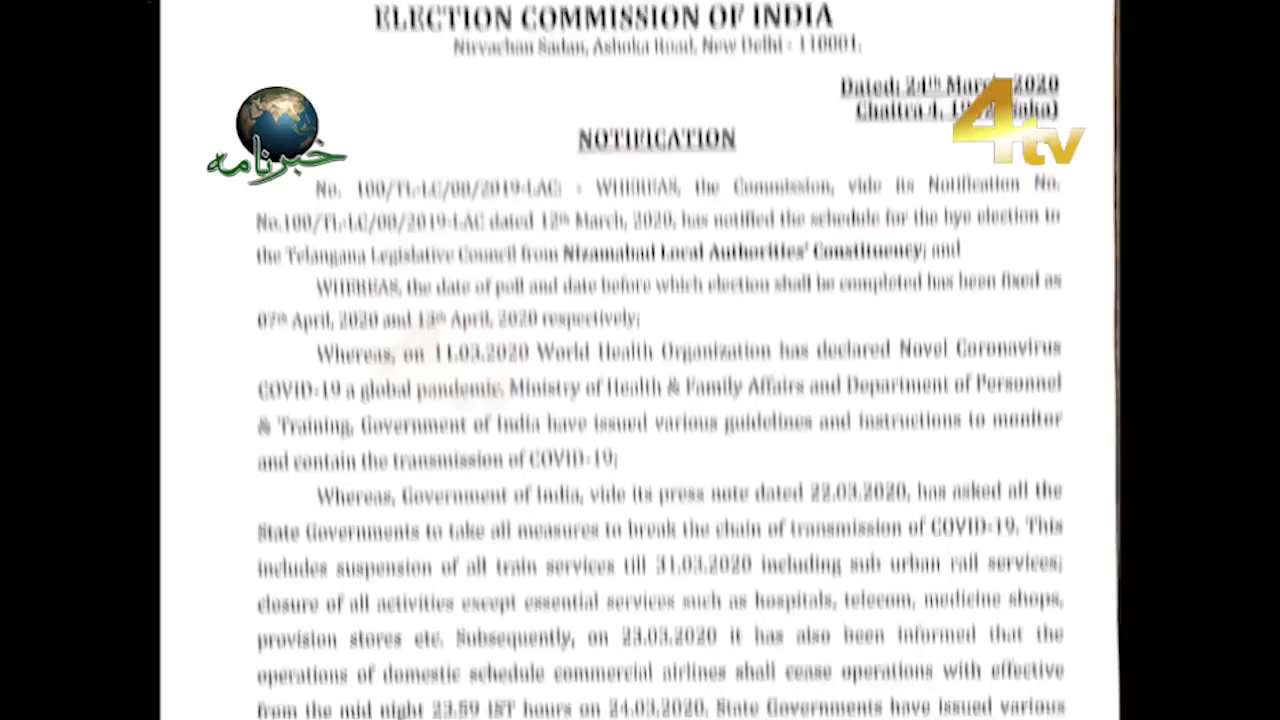 ELECTION COMMISSION OF INDIA
Nirvachan Sadan, Ashoka Road, New Delhi - 110001.
Dated: 24th March, 2020
Chaitra 4, (Saka)
4tv
خبرنامہ
NOTIFICATION
No. 100/TL-LC/08/2019-LAC: - WHEREAS, the Commission, vide its Notification No.
No.100/TL-LC/08/2019-LAC dated 12th March, 2020, has notified the schedule for the bye election to
the Telangana Legislative Council from Nizamabad Local Authorities' Constituency; and
WHEREAS, the date of poll and date before which election shall be completed has been fixed as
07th April, 2020 and 13th April, 2020 respectively;
Whereas, on 11.03.2020 World Health Organization has declared Novel Coronavirus
COVID-19 a global pandemic, Ministry of Health & Family Affairs and Department of Personnel
& Training, Government of India have issued various guidelines and instructions to monitor
and contain the transmission of COVID-19;
Whereas, Government of India, vide its press note dated 22.03.2020, has asked all the
State Governments to take all measures to break the chain of transmission of COVID-19. This
includes suspension of all train services till 31.03.2020 including sub urban rail services;
closure of all activities except essential services such as hospitals, telecom, medicine shops,
provision stores etc. Subsequently, on 23.03.2020 it has also been informed that the
operations of domestic schedule commercial airlines shall cease operations with effective
from the mid night 23.59 IST hours on 24.03.2020. State Governments have issued various